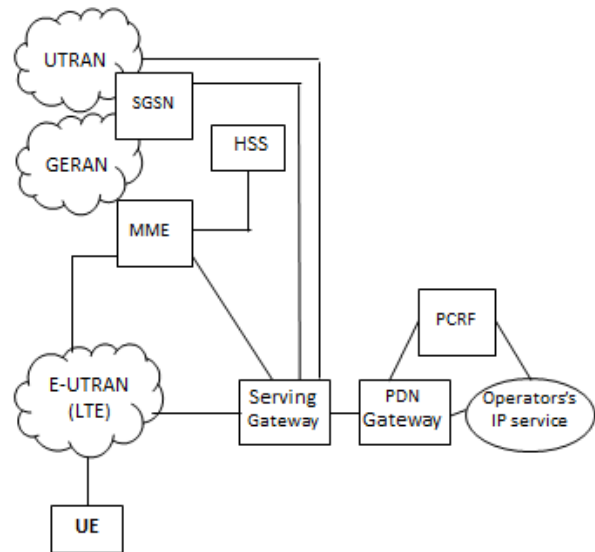 UTRAN
SGSN
HSS
GERAN
MME
PCRF
E-UTRAN
(LTE)
Serving
Gateway
PDN
Gateway
Operators's
IP service
UE